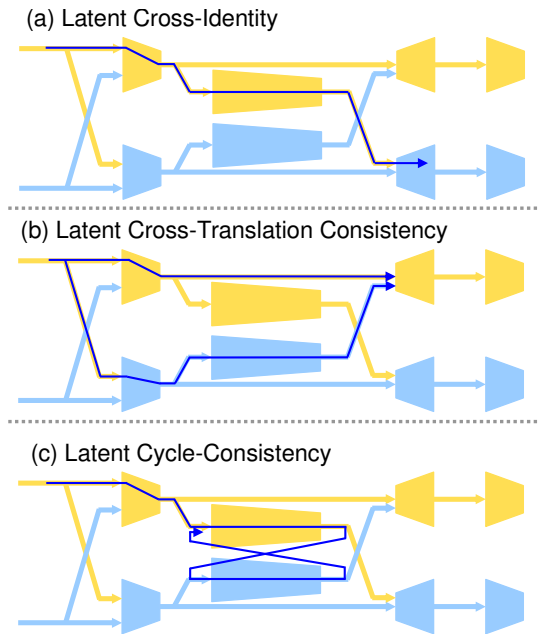 (a) Latent Cross-Identity
(b) Latent Cross-Translation Consistency
(c) Latent Cycle-Consistency